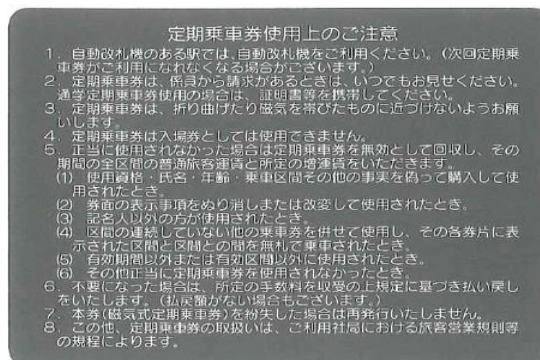 定期乗車券使用上のご注意
1．自動改札機のある駅では、自動改札機をご利用ください。（次回定期乗
車券がご利用になれなくなる場合がございます。）
2．定期乗車券は、係員から請求があるときは、いつでもお見せください。
通学定期乗車券使用の場合は、証明書等を携帯してください。
3．定期乗車券は、折り曲げたり磁気を帯びたものに近づけないようお願
いします。
4．定期乗車券は入場券としては使用できません。
5．正当に使用されなかった場合は定期乗車券を無効として回収し、その
期間の全区間の普通旅客運賃と所定の増運賃をいただきます。
(1) 使用資格・氏名・年齢・乗車区間その他の事実を偽って購入して使
用されたとき。
(2) 券面の表示事項をぬり消しまたは改変して使用されたとき。
(3) 記名人以外の方が使用されたとき。
(4) 区間の連続していない他の乗車券を併せて使用し、その各券片に表
示された区間と区間との間を無札で乗車されたとき。
(5) 有効期間以外または有効区間以外に使用されたとき。
(6) その他正当に定期乗車券を使用されなかったとき。
6．不要になった場合は、所定の手数料を収受の上規定に基づき払い戻し
をいたします。（払戻額がない場合もございます。）
7．本券（磁気式定期乗車券）を紛失した場合は再発行いたしません。
8．この他、定期乗車券の取扱いは、ご利用社局における旅客営業規則等
の規程によります。